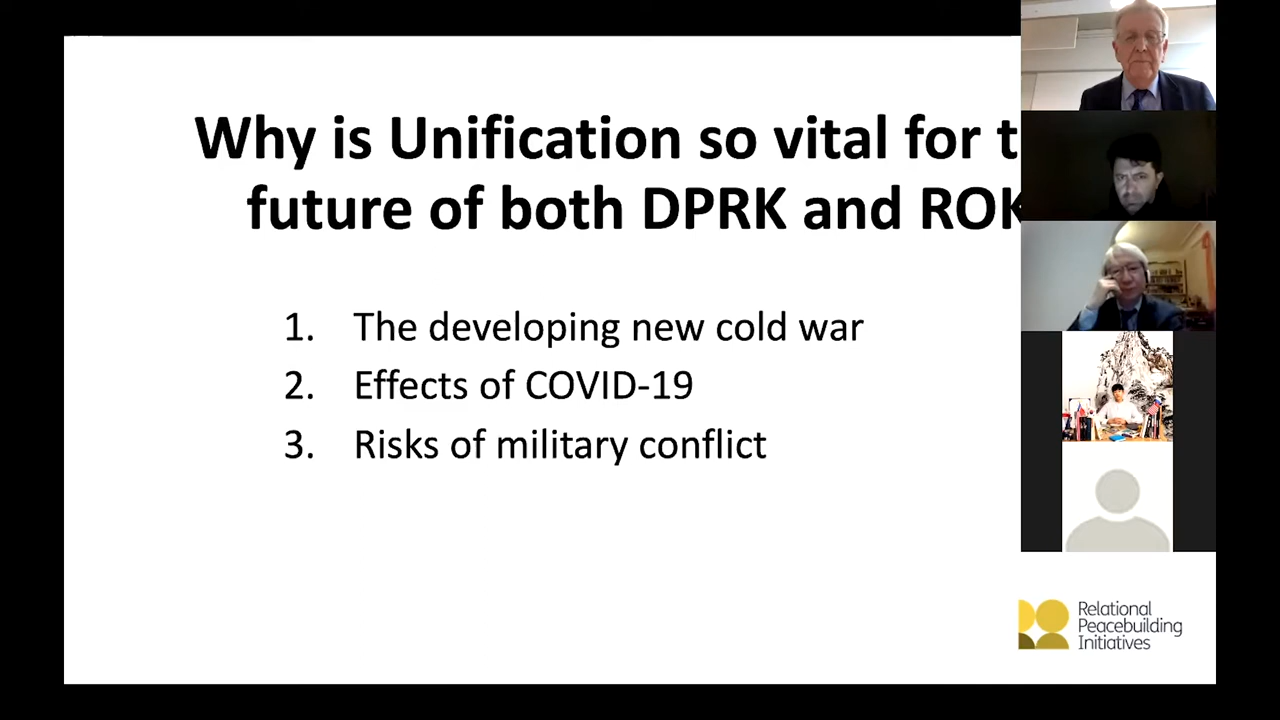 Why is Unification so vital for t
future of both DPRK and ROK
1. The developing new cold war
2. Effects of COVID-19
3. Risks of military conflict
Relational
Peacebuilding
Initiatives